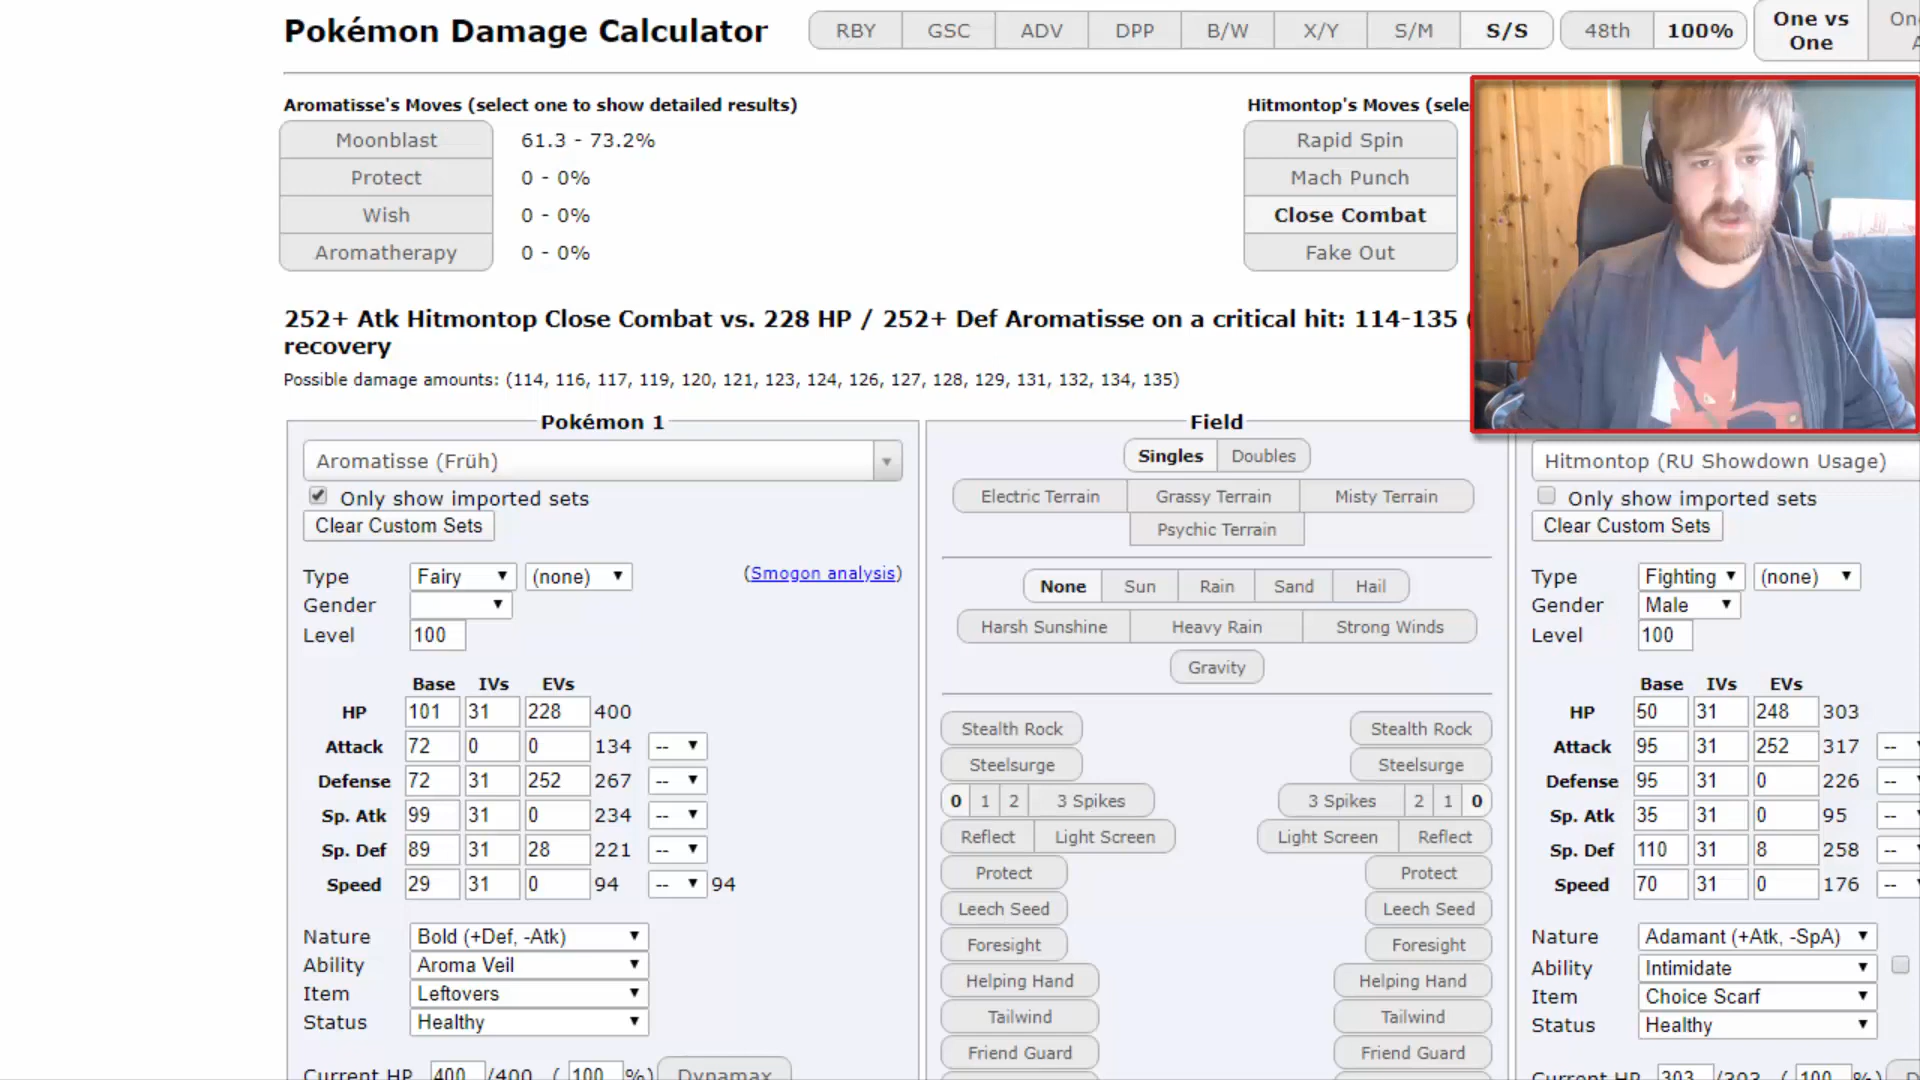 Pokémon Damage Calculator RBY GSC ADV DPP B/W X/Y S/M S/S 48th 100% One vs One
Aromatisse's Moves (select one to show detailed results)
Moonblast 61.3 - 73.2%
Protect 0 - 0%
Wish 0 - 0%
Aromatherapy 0 - 0%
Hitmontop's Moves (sele
Rapid Spin
Mach Punch
Close Combat
Fake Out
252+ Atk Hitmontop Close Combat vs. 228 HP / 252+ Def Aromatisse on a critical hit: 114-135 (
recovery
Possible damage amounts: (114, 116, 117, 119, 120, 121, 123, 124, 126, 127, 128, 129, 131, 132, 134, 135)
Pokémon 1
Aromatisse (Früh)
Only show imported sets
Clear Custom Sets
Type Fairy (none) (Smogon analysis)
Gender
Level 100
Base IVs EVs
HP 101 31 228 400
Attack 72 0 0 134 --
Defense 72 31 252 267 --
Sp. Atk 99 31 0 234 --
Sp. Def 89 31 28 221 --
Speed 29 31 0 94 -- 94
Nature Bold (+Def, -Atk)
Ability Aroma Veil
Item Leftovers
Status Healthy
Current HP 400 /400 ( 100 %) Dynamax
Field
Singles Doubles
Electric Terrain Grassy Terrain Misty Terrain
Psychic Terrain
None Sun Rain Sand Hail
Harsh Sunshine Heavy Rain Strong Winds
Gravity
Stealth Rock Stealth Rock
Steelsurge Steelsurge
0 1 2 3 Spikes 3 Spikes 2 1 0
Reflect Light Screen Light Screen Reflect
Protect Protect
Leech Seed Leech Seed
Foresight Foresight
Helping Hand Helping Hand
Tailwind Tailwind
Friend Guard Friend Guard
Hitmontop (RU Showdown Usage)
Only show imported sets
Clear Custom Sets
Type Fighting (none)
Gender Male
Level 100
Base IVs EVs
HP 50 31 248 303
Attack 95 31 252 317 --
Defense 95 31 0 226 --
Sp. Atk 35 31 0 95 --
Sp. Def 110 31 8 258 --
Speed 70 31 0 176 --
Nature Adamant (+Atk, -SpA)
Ability Intimidate
Item Choice Scarf
Status Healthy
Current HP 303 /303 ( 100 %)